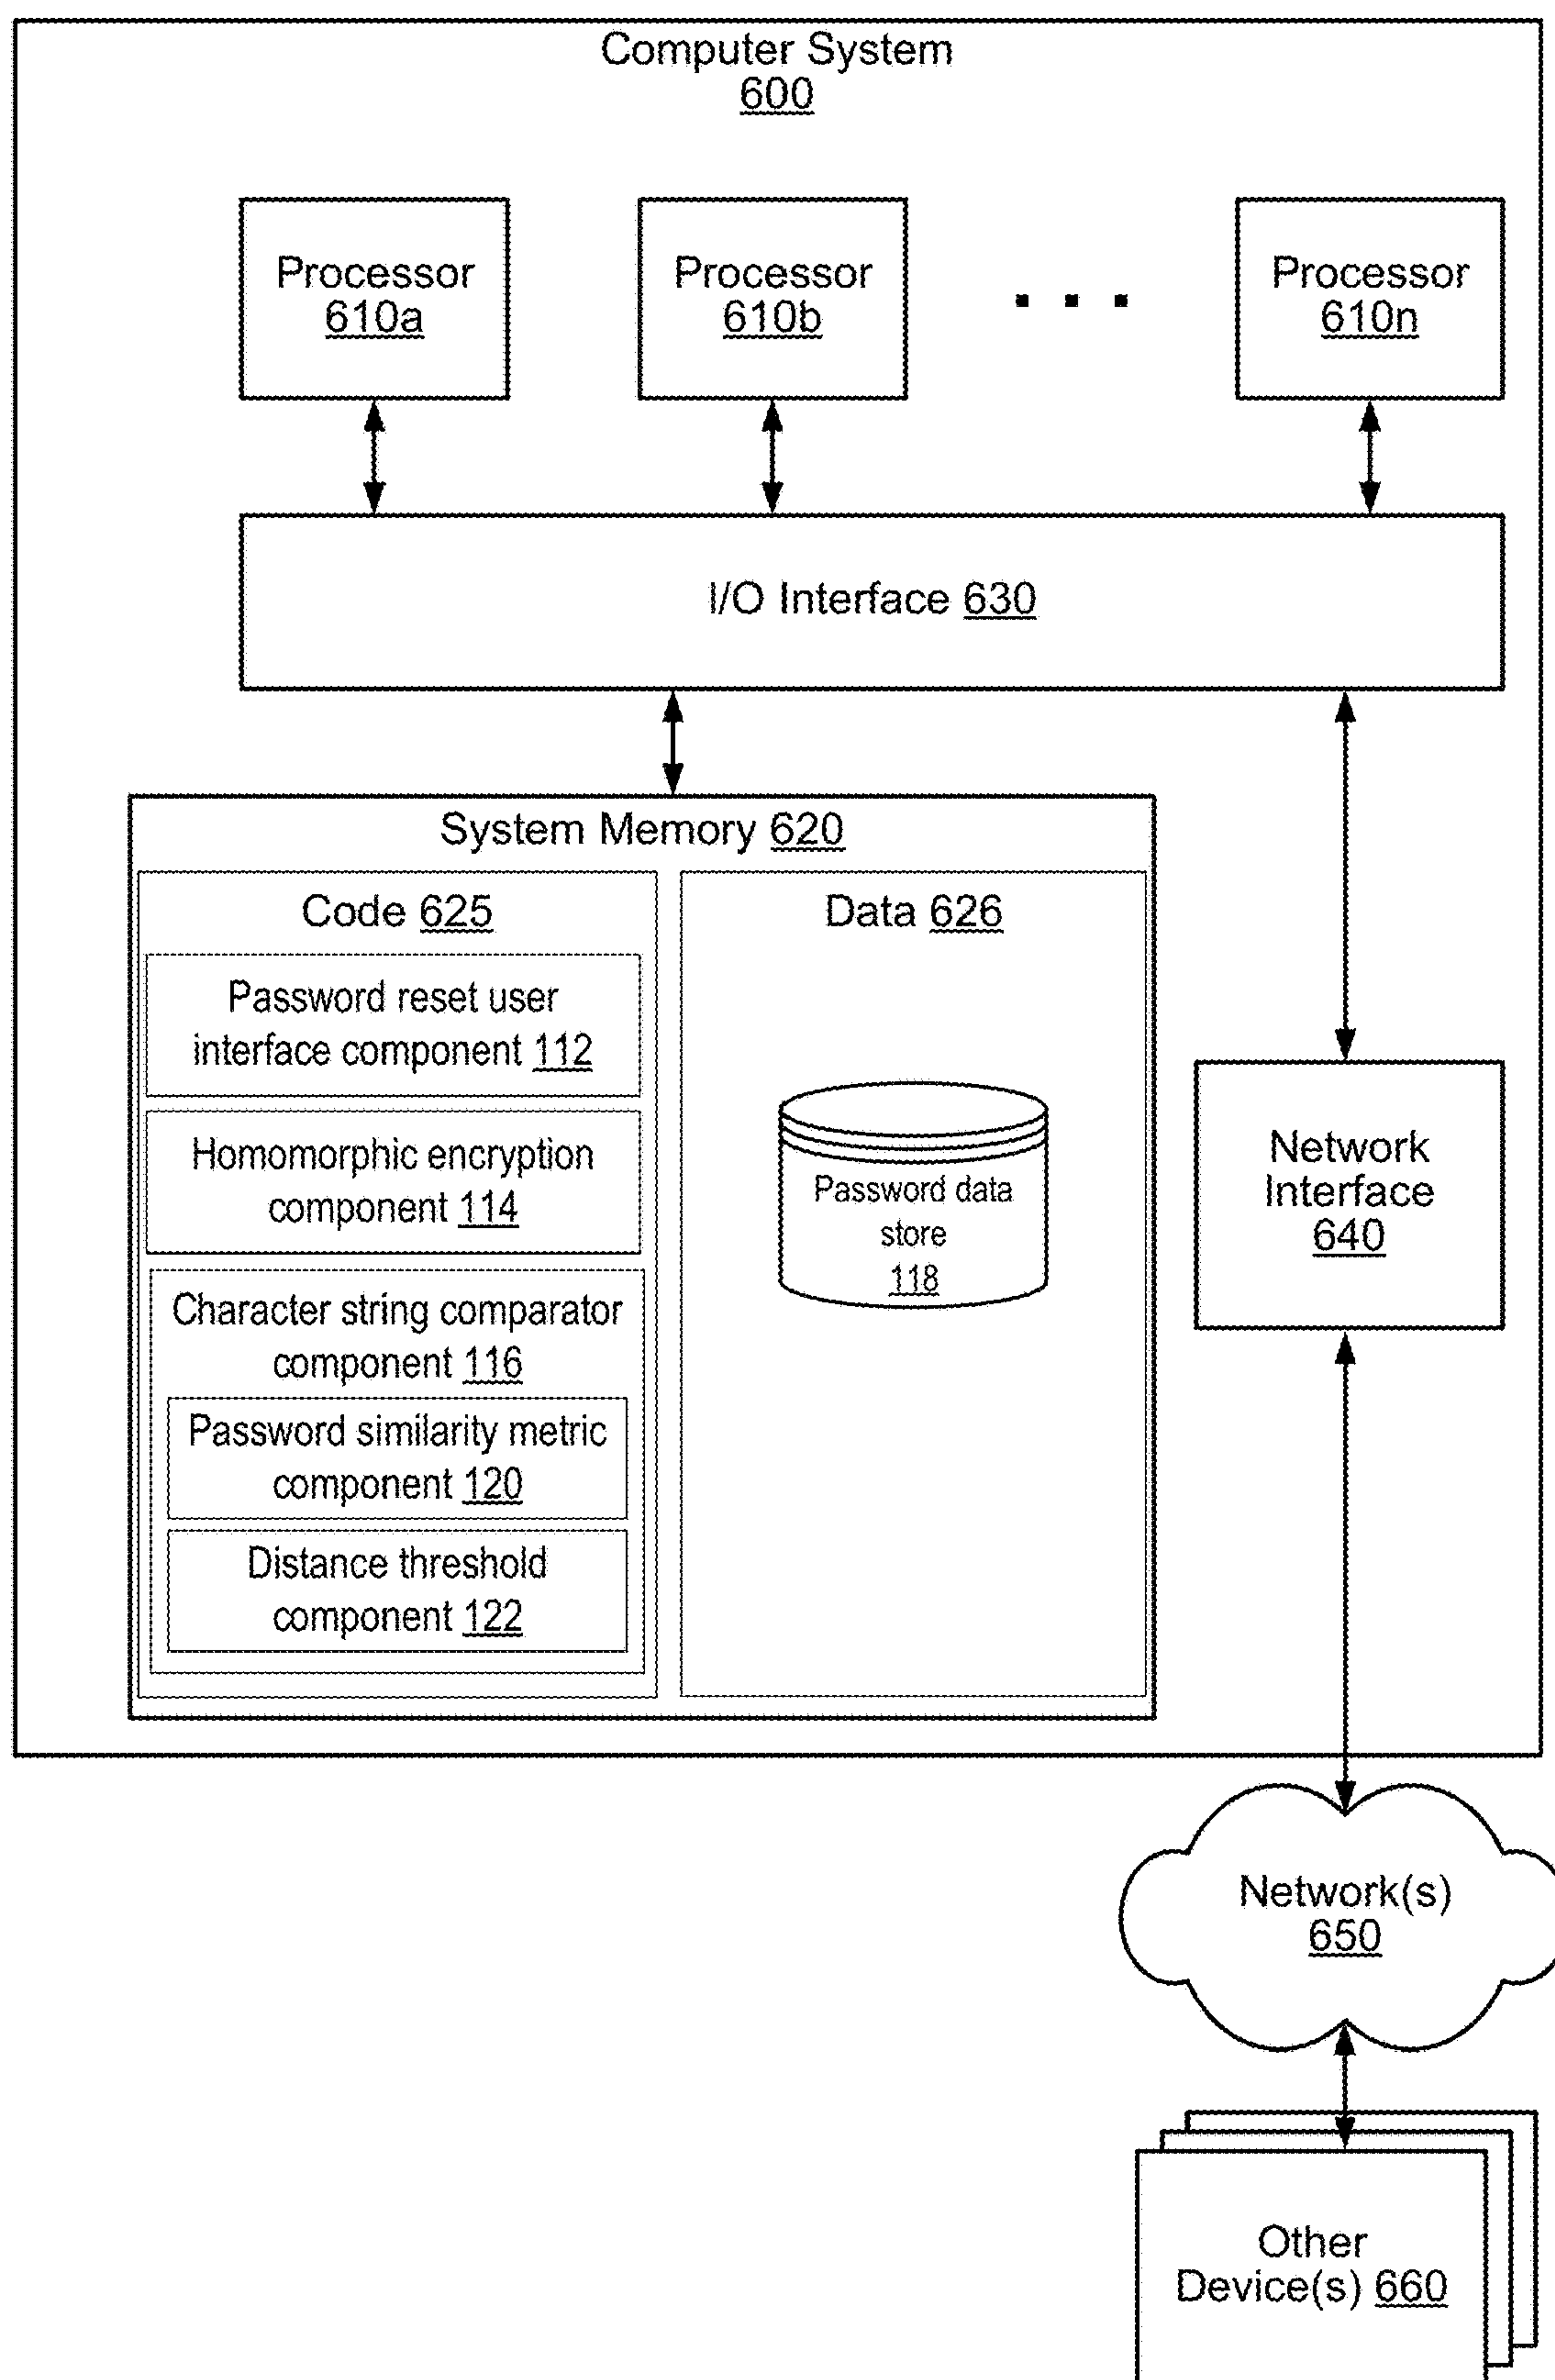 Computer System
600
Processor
610a
Processor
610b
Processor
610n
I/O Interface 630
System Memory 620
Code 625
Password reset user
interface component 112
Homomorphic encryption
component 114
Character string comparator
component 116
Password similarity metric
component 120
Distance threshold
component 122
Data 626
Password data
store
118
Network
Interface
640
Network(s)
650
Other
Device(s) 660